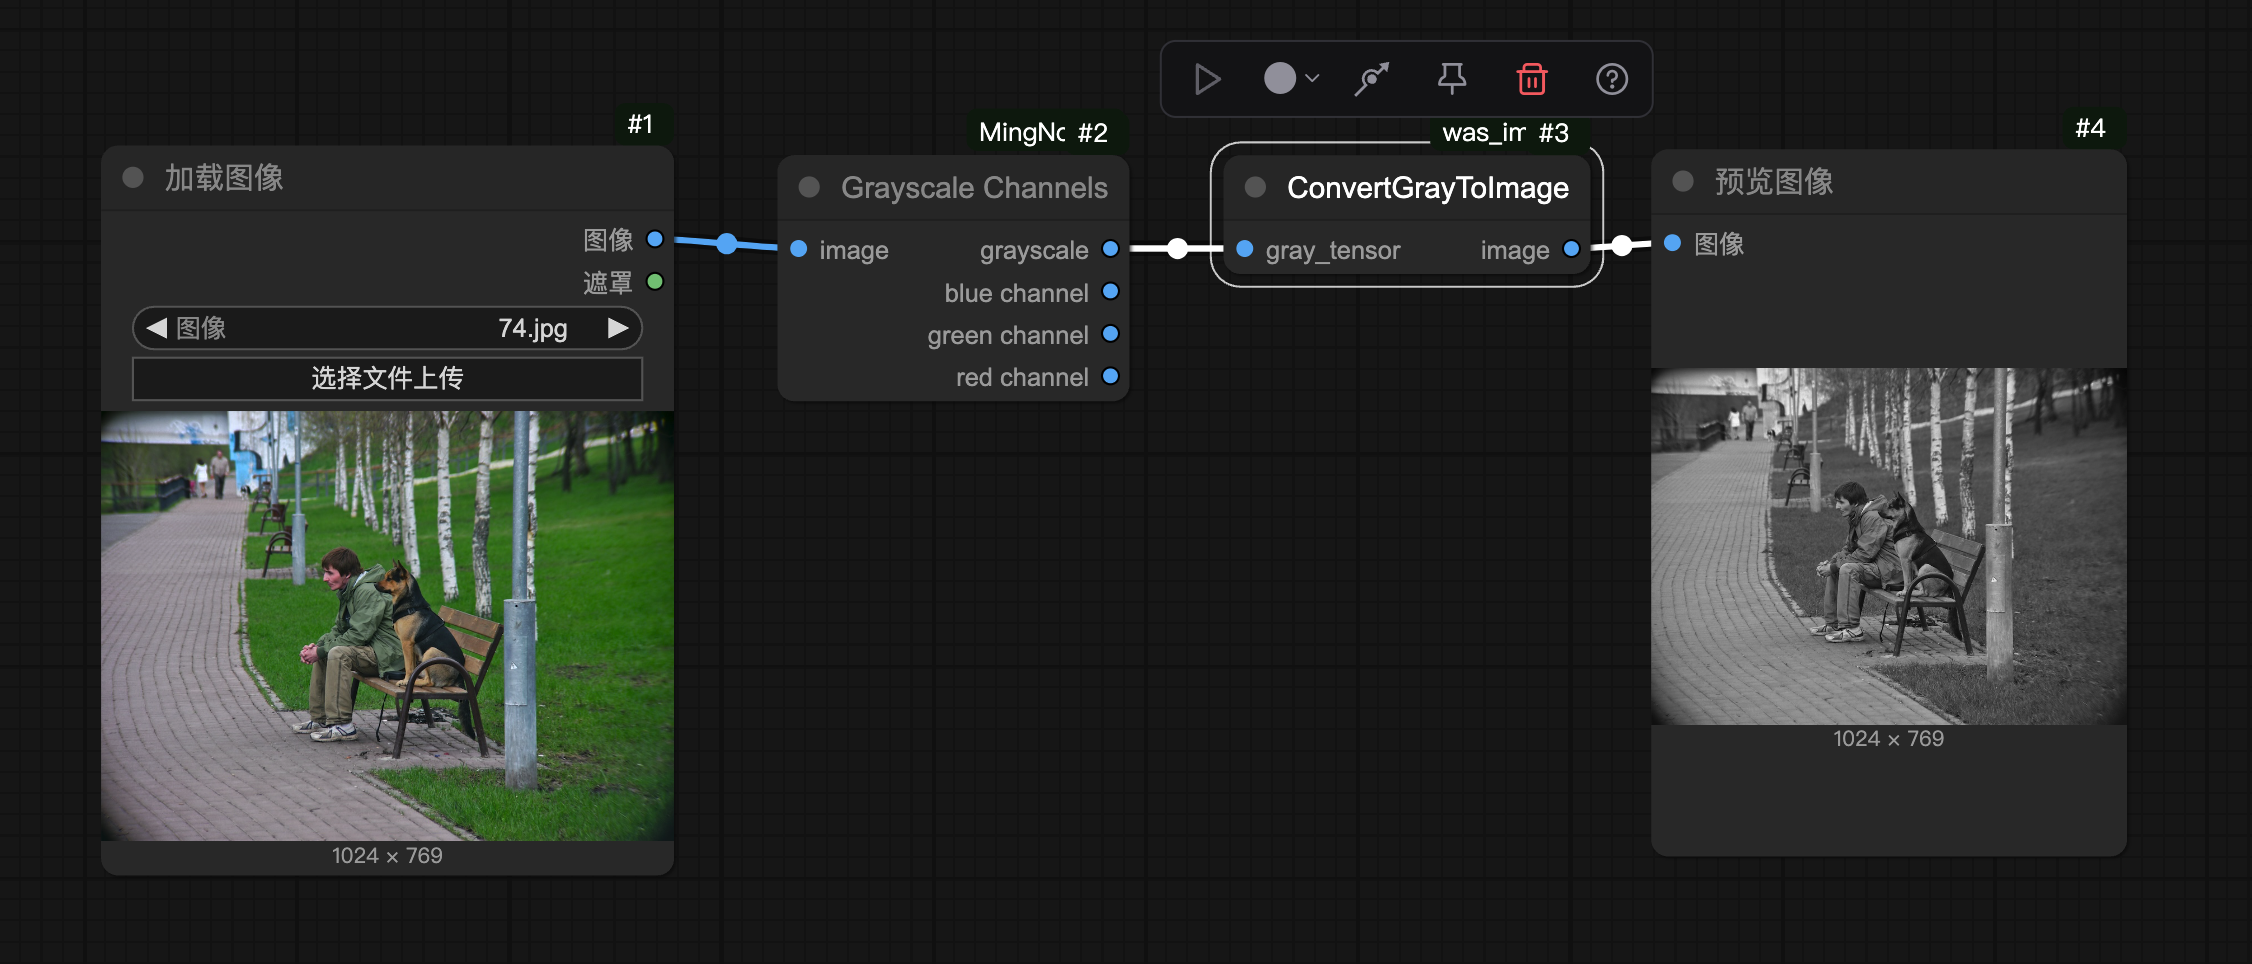 #1
加载图像
图像
遮罩
图像 74.jpg
选择文件上传
1024 × 769
MingNo #2
Grayscale Channels
image grayscale
blue channel
green channel
red channel
was_im #3
ConvertGrayToImage
gray_tensor image
#4
预览图像
图像
1024 × 769